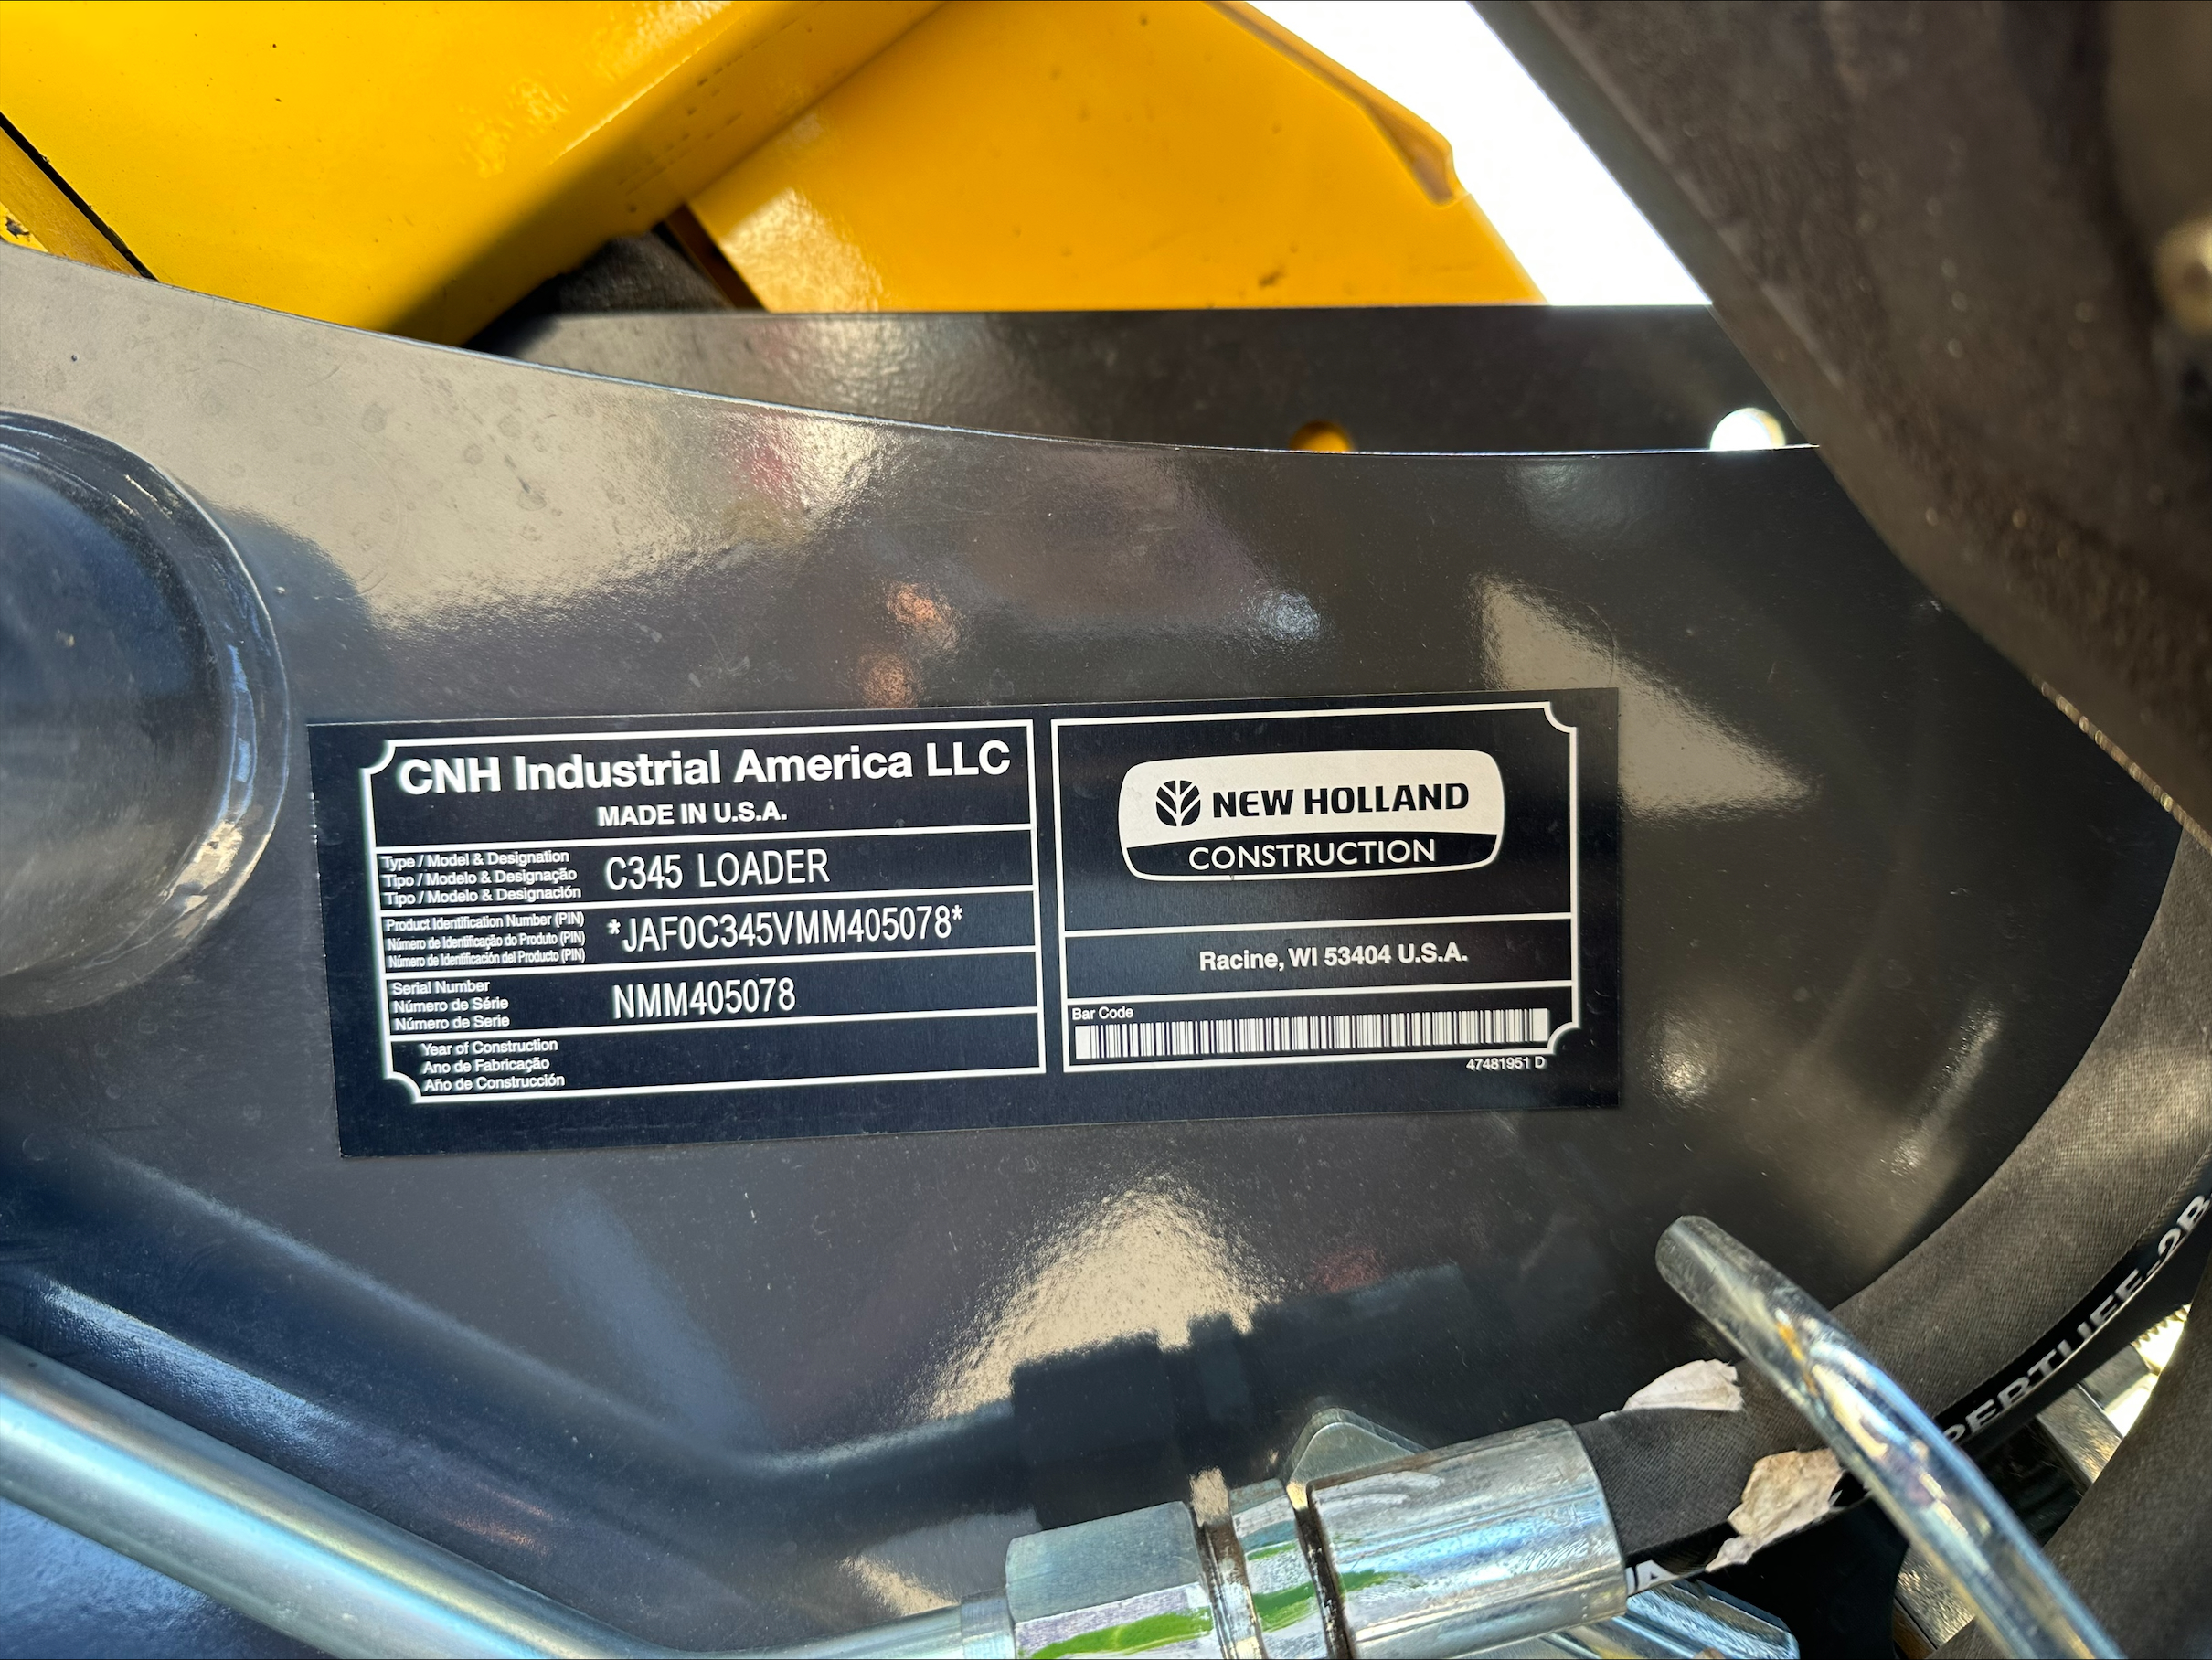 CNH Industrial America LLC
MADE IN U.S.A.
Type / Model & Designation
Tipo / Modelo & Designação
Tipo / Modelo & Designación
C345 LOADER
Product Identification Number (PIN)
Número de Identificação do Produto (PIN)
Número de Identificación del Producto (PIN)
*JAF0C345VMM405078*
Serial Number
Número de Série
Número de Serie
NMM405078
Year of Construction
Ano de Fabricação
Año de Construcción
NEW HOLLAND
CONSTRUCTION
Racine, WI 53404 U.S.A.
Bar Code
47481951 D